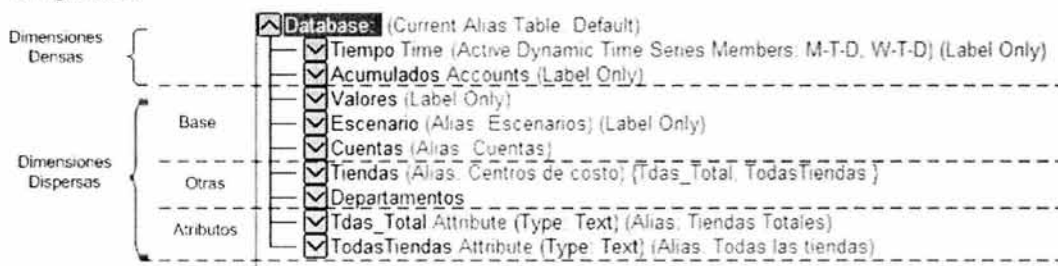 Database: (Current Alias Table: Default)
Dimensiones
Densas
Tiempo Time (Active Dynamic Time Series Members: M-T-D, W-T-D) (Label Only)
Acumulados Accounts (Label Only)
Dimensiones
Dispersas
Base
Valores (Label Only)
Escenario (Alias: Escenarios) (Label Only)
Cuentas (Alias: Cuentas)
Otras
Tiendas (Alias: Centros de costo) {Tdas_Total, TodasTiendas }
Departamentos
Atributos
Tdas_Total Attribute (Type: Text) (Alias: Tiendas Totales)
TodasTiendas Attribute (Type: Text) (Alias: Todas las tiendas)